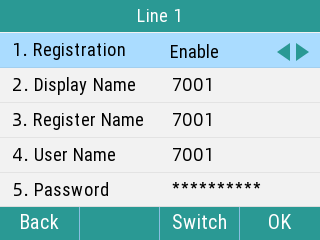 Line 1
1. Registration Enable
2. Display Name 7001
3. Register Name 7001
4. User Name 7001
5. Password **********
Back Switch OK